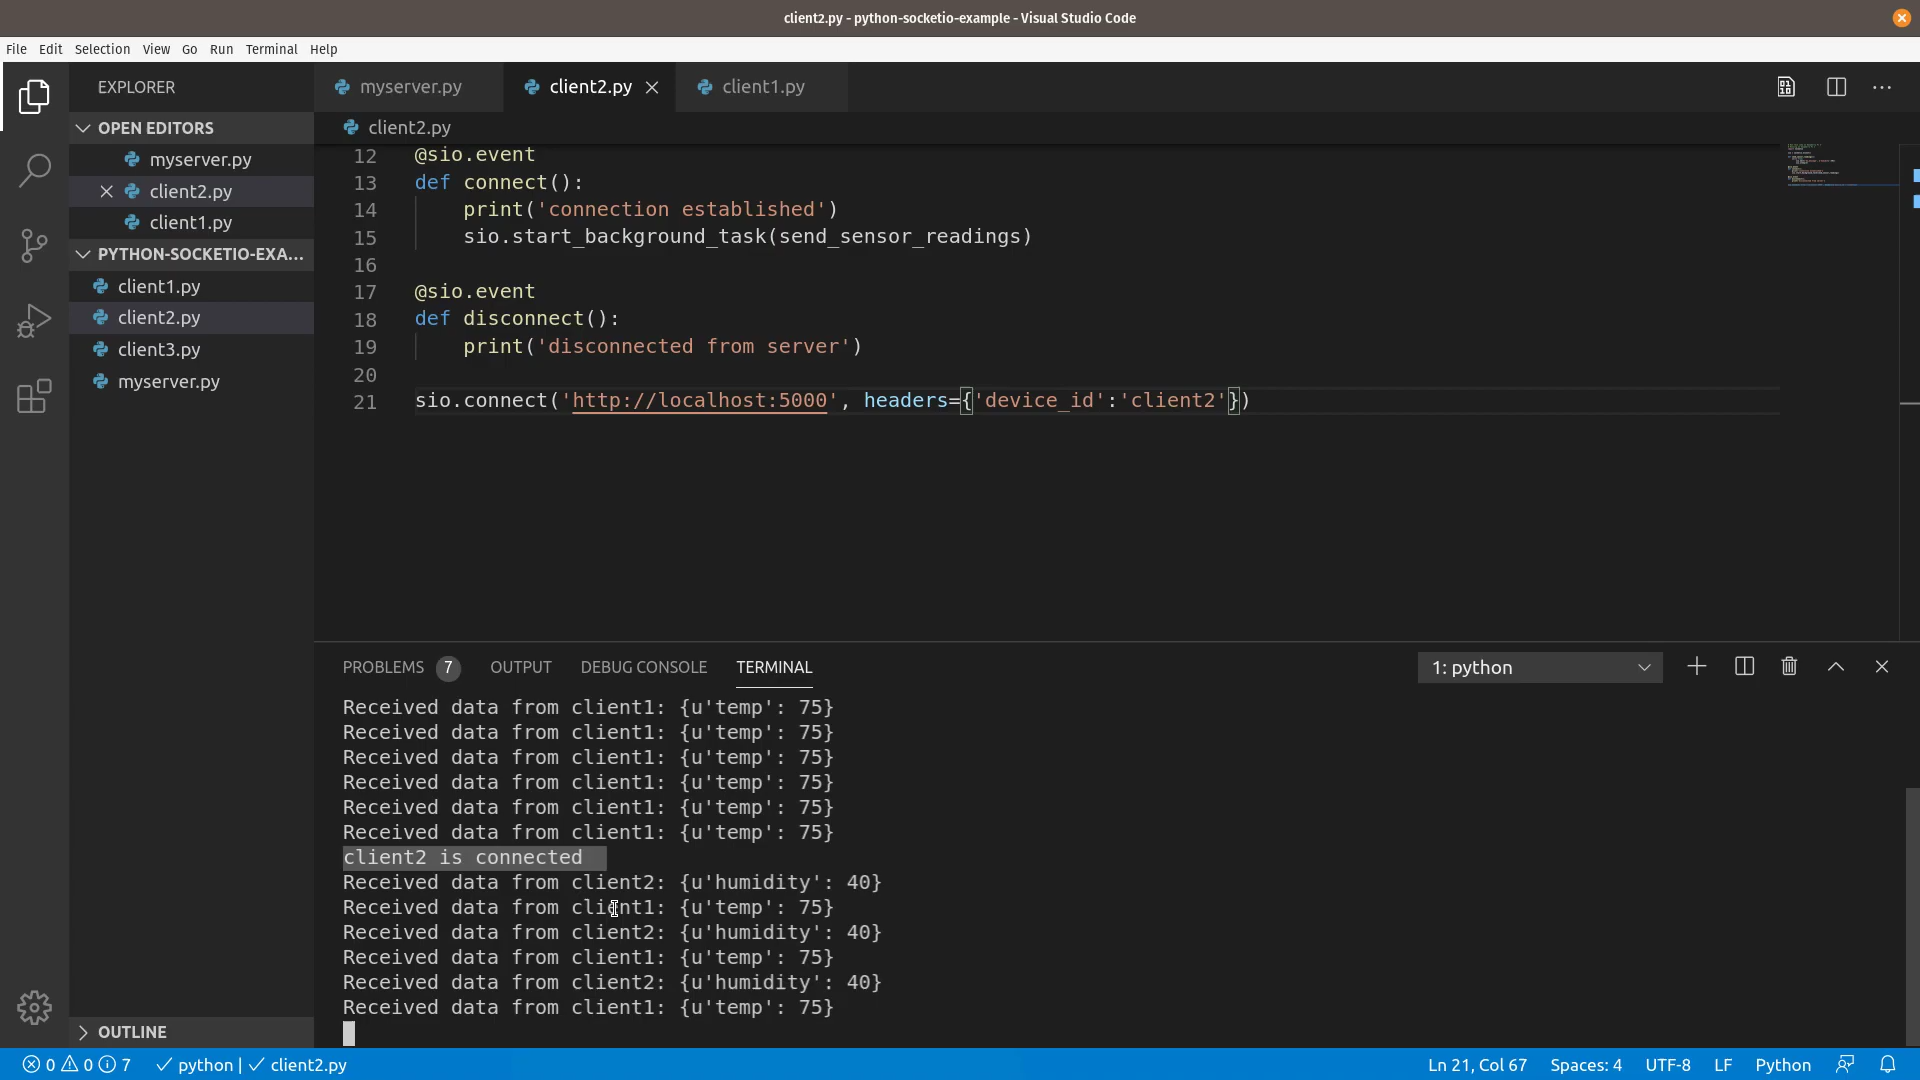 client2.py - python-socketio-example - Visual Studio Code
File Edit Selection View Go Run Terminal Help
EXPLORER
OPEN EDITORS
myserver.py
client2.py
client1.py
PYTHON-SOCKETIO-EXA...
client1.py
client2.py
client3.py
myserver.py
OUTLINE
myserver.py client2.py client1.py
client2.py
12 @sio.event
13 def connect():
14     print('connection established')
15     sio.start_background_task(send_sensor_readings)
16
17 @sio.event
18 def disconnect():
19     print('disconnected from server')
20
21 sio.connect('http://localhost:5000', headers={'device_id':'client2'})
PROBLEMS 7 OUTPUT DEBUG CONSOLE TERMINAL 1: python
Received data from client1: {u'temp': 75}
Received data from client1: {u'temp': 75}
Received data from client1: {u'temp': 75}
Received data from client1: {u'temp': 75}
Received data from client1: {u'temp': 75}
Received data from client1: {u'temp': 75}
client2 is connected
Received data from client2: {u'humidity': 40}
Received data from client1: {u'temp': 75}
Received data from client2: {u'humidity': 40}
Received data from client1: {u'temp': 75}
Received data from client2: {u'humidity': 40}
Received data from client1: {u'temp': 75}
0 0 7 python | client2.py Ln 21, Col 67 Spaces: 4 UTF-8 LF Python